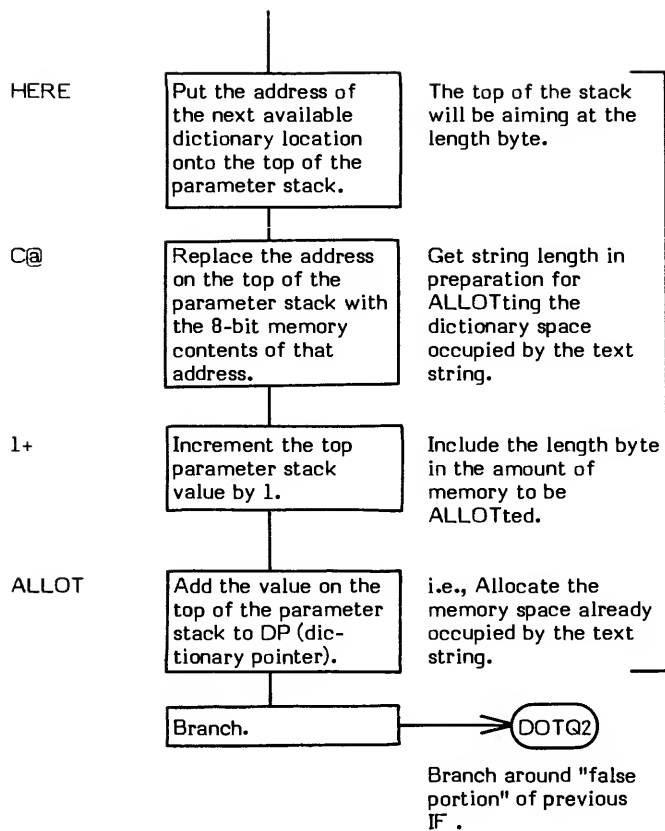 HERE
Put the address of
the next available
dictionary location
onto the top of the
parameter stack.
The top of the stack
will be aiming at the
length byte.
C@
Replace the address
on the top of the
parameter stack with
the 8-bit memory
contents of that
address.
Get string length in
preparation for
ALLOTting the
dictionary space
occupied by the text
string.
1+
Increment the top
parameter stack
value by 1.
Include the length byte
in the amount of
memory to be
ALLOTted.
ALLOT
Add the value on the
top of the parameter
stack to DP (dic-
tionary pointer).
i.e., Allocate the
memory space already
occupied by the text
string.
Branch.
DOTQ2
Branch around "false
portion" of previous
IF .